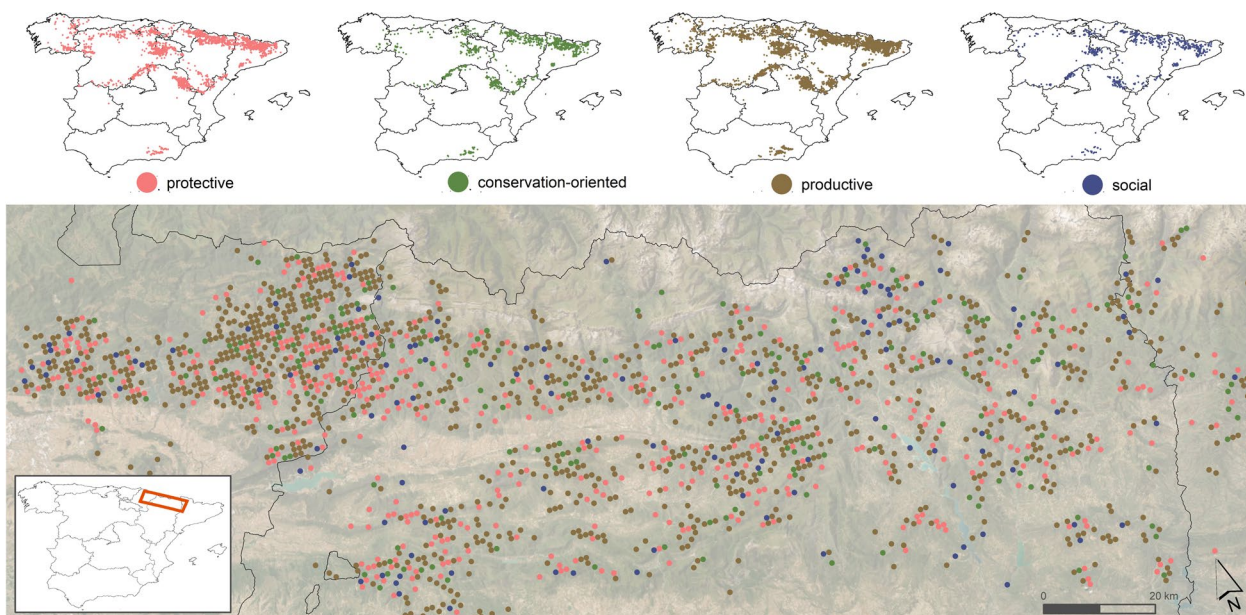 protective
conservation-oriented
productive
social
0
20 km
N